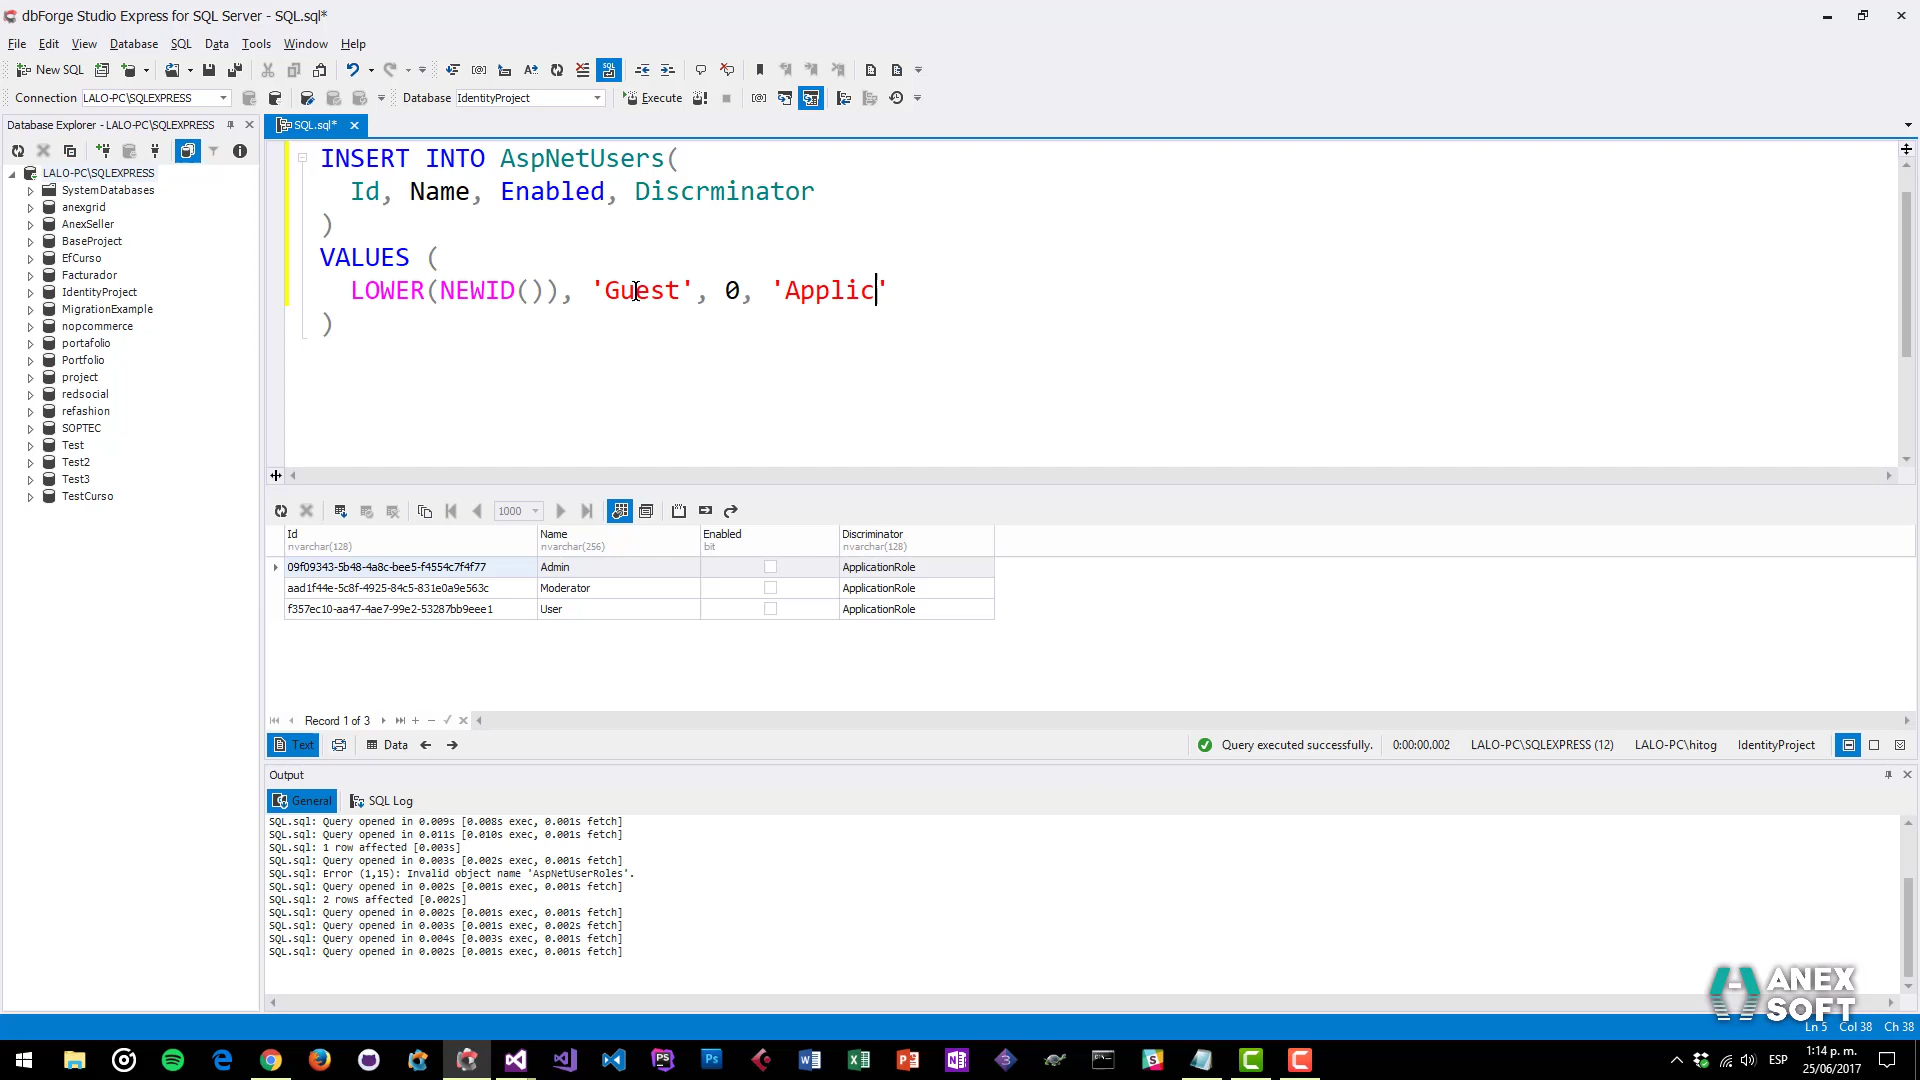 dbForge Studio Express for SQL Server - SQL.sql*
File Edit View Database SQL Data Tools Window Help
New SQL
Connection LALO-PC\SQLEXPRESS Database IdentityProject Execute
Database Explorer - LALO-PC\SQLEXPRESS
SQL.sql*
LALO-PC\SQLEXPRESS
SystemDatabases
anexgrid
AnexSeller
BaseProject
EfCurso
Facturador
IdentityProject
MigrationExample
nopcommerce
portafolio
Portfolio
project
redsocial
refashion
SOPTEC
Test
Test2
Test3
TestCurso
INSERT INTO AspNetUsers(
Id, Name, Enabled, Discrminator
)
VALUES (
LOWER(NEWID()), 'Guest', 0, 'Applic'
)
1000
Id Name Enabled Discriminator
nvarchar(128) nvarchar(256) bit nvarchar(128)
09f09343-5b48-4a8c-bee5-f4554c7f4f77 Admin ApplicationRole
aad1f44e-5c8f-4925-84c5-831e0a9e563c Moderator ApplicationRole
f357ec10-aa47-4ae7-99e2-53287bb9eee1 User ApplicationRole
Record 1 of 3
Text Data Query executed successfully. 0:00:00.002 LALO-PC\SQLEXPRESS (12) LALO-PC\hitog IdentityProject
Output
General SQL Log
SQL.sql: Query opened in 0.009s [0.008s exec, 0.001s fetch]
SQL.sql: Query opened in 0.011s [0.010s exec, 0.001s fetch]
SQL.sql: 1 row affected [0.003s]
SQL.sql: Query opened in 0.003s [0.002s exec, 0.001s fetch]
SQL.sql: Error (1,15): Invalid object name 'AspNetUserRoles'.
SQL.sql: Query opened in 0.002s [0.001s exec, 0.001s fetch]
SQL.sql: 2 rows affected [0.002s]
SQL.sql: Query opened in 0.002s [0.001s exec, 0.001s fetch]
SQL.sql: Query opened in 0.003s [0.001s exec, 0.002s fetch]
SQL.sql: Query opened in 0.004s [0.003s exec, 0.001s fetch]
SQL.sql: Query opened in 0.002s [0.001s exec, 0.001s fetch]
ANEX
SOFT
Ln 5 Col 38 Ch 38
ESP
1:14 p. m.
25/06/2017